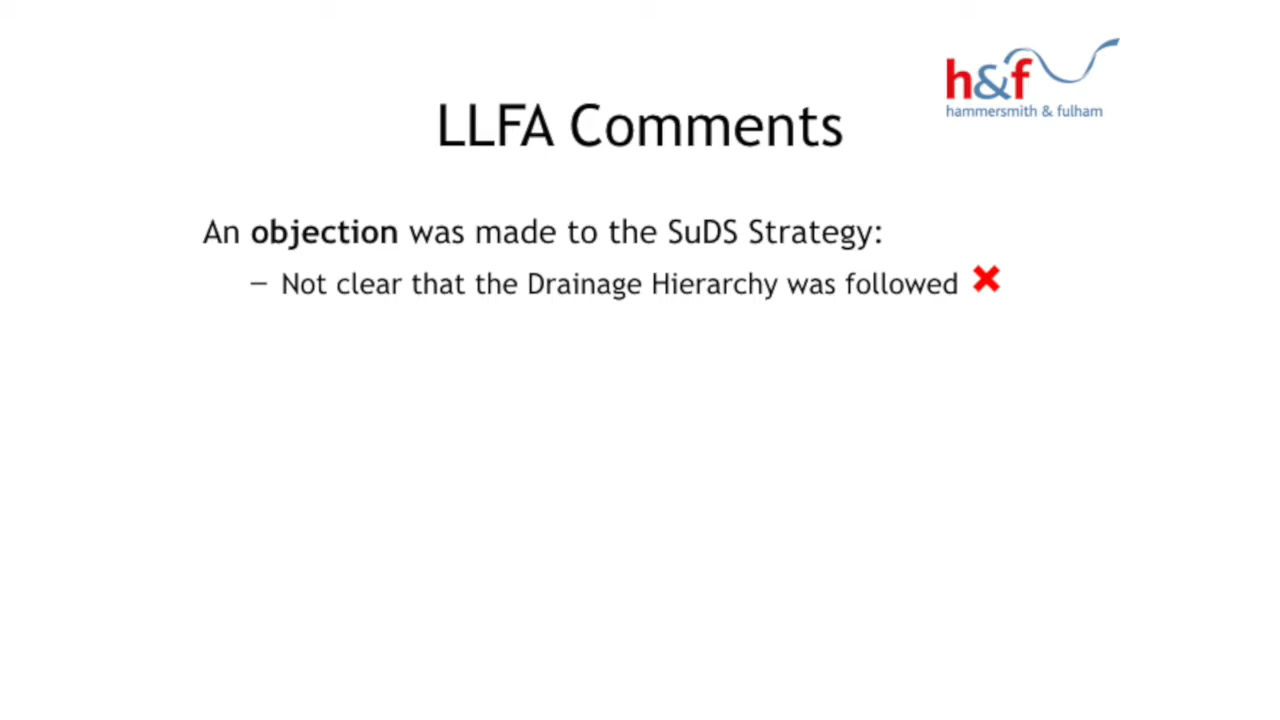 h&f
hammersmith & fulham
LLFA Comments
An objection was made to the SuDS Strategy:
– Not clear that the Drainage Hierarchy was followed ✖